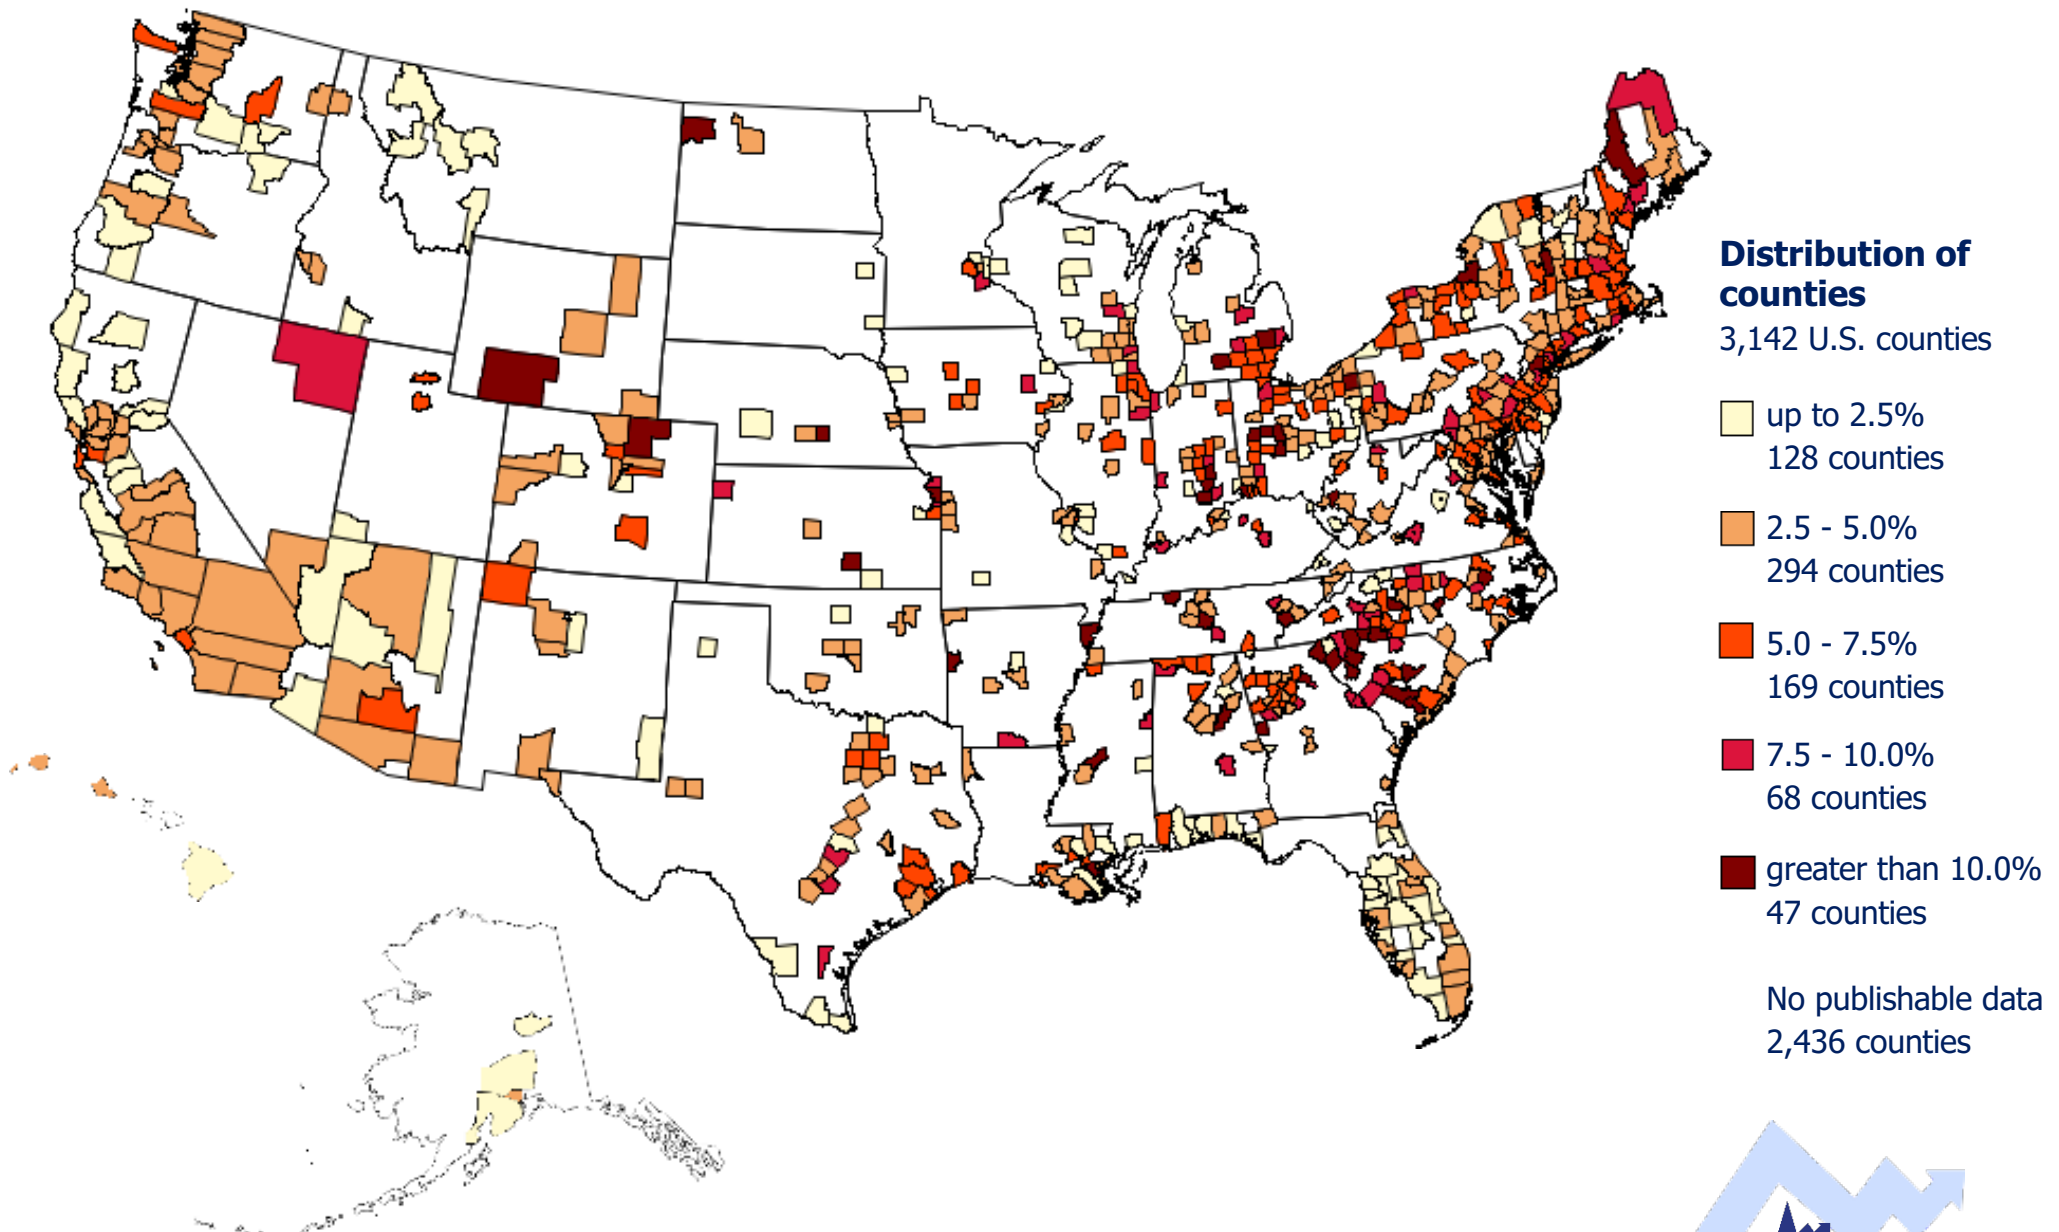 Distribution of
counties
3,142 U.S. counties
up to 2.5%
128 counties
2.5 - 5.0%
294 counties
5.0 - 7.5%
169 counties
7.5 - 10.0%
68 counties
greater than 10.0%
47 counties
No publishable data
2,436 counties